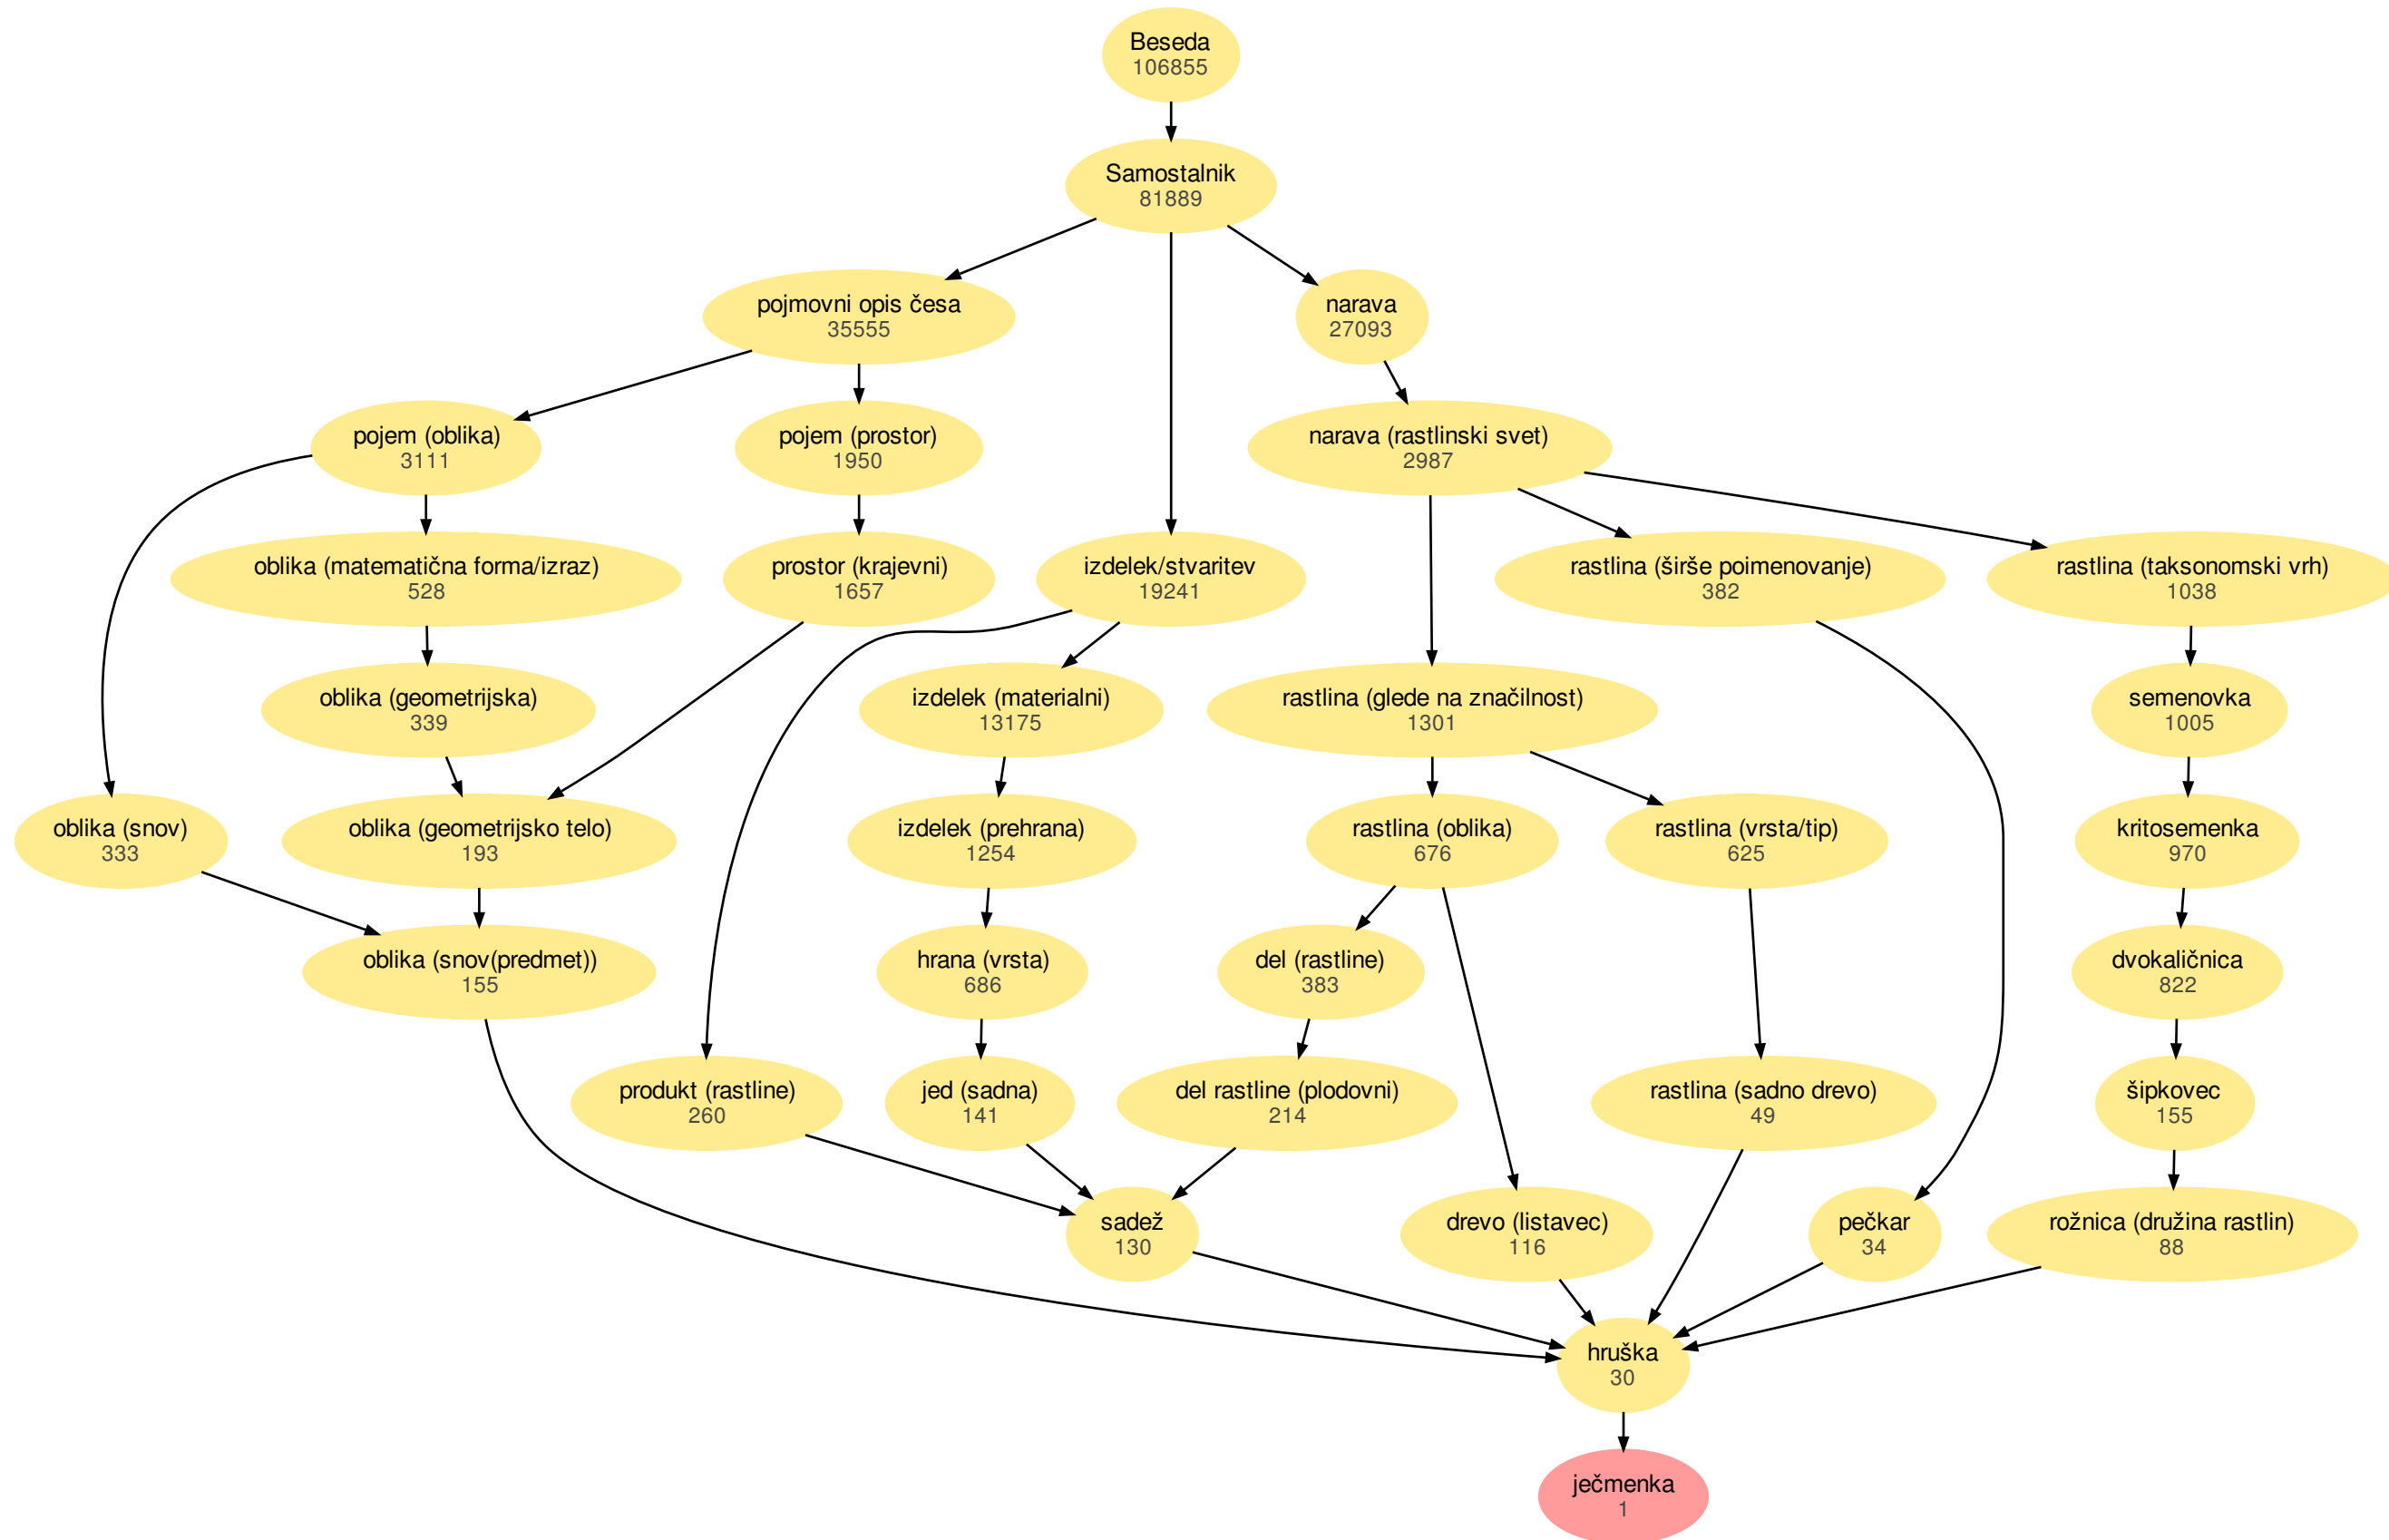 Beseda
106855
Samostalnik
81889
pojmovni opis česa
35555
narava
27093
pojem (oblika)
3111
pojem (prostor)
1950
narava (rastlinski svet)
2987
oblika (matematična forma/izraz)
528
prostor (krajevni)
1657
izdelek/stvaritev
19241
rastlina (širše poimenovanje)
382
rastlina (taksonomski vrh)
1038
oblika (geometrijska)
339
izdelek (materialni)
13175
rastlina (glede na značilnost)
1301
semenovka
1005
oblika (snov)
333
oblika (geometrijsko telo)
193
izdelek (prehrana)
1254
rastlina (oblika)
676
rastlina (vrsta/tip)
625
kritosemenka
970
oblika (snov(predmet))
155
hrana (vrsta)
686
del (rastline)
383
dvokaličnica
822
produkt (rastline)
260
jed (sadna)
141
del rastline (plodovni)
214
rastlina (sadno drevo)
49
šipkovec
155
sadež
130
drevo (listavec)
116
pečkar
34
rožnica (družina rastlin)
88
hruška
30
ječmenka
1